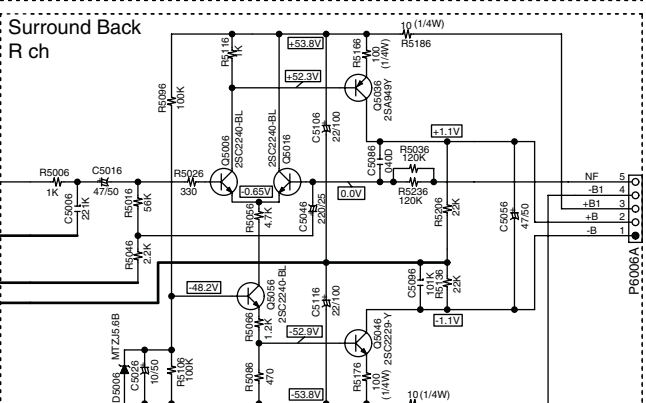 Surround Back
R ch
10 (1/4W)
R5186
+53.8V
R5116
1K
R5166
100
(1/4W)
+52.3V
Q5036
2SA949Y
R5096
100K
Q5006
2SC2240-BL
2SC2240-BL
Q5016
C5106
22/100
+1.1V
C5086
040D
R5036
120K
R5236
120K
R5006
1K
C5016
47/50
R5026
330
C5006
221K
R5016
56K
-0.65V
R5056
4.7K
C5046
220/25
0.0V
R5206
22K
C5056
47/50
NF 5
-B1 4
+B1 3
+B 2
-B 1
P6006A
R5046
2.2K
-48.2V
Q5056
2SC2240-BL
C5116
22/100
C5096
101K
R5136
22K
-1.1V
R5066
1.2K
-52.9V
Q5046
2SC2229-Y
D5006
MTZJ5.6B
C5026
10/50
R5106
100K
R5086
470
-53.8V
R5176
100
(1/4W)
10 (1/4W)